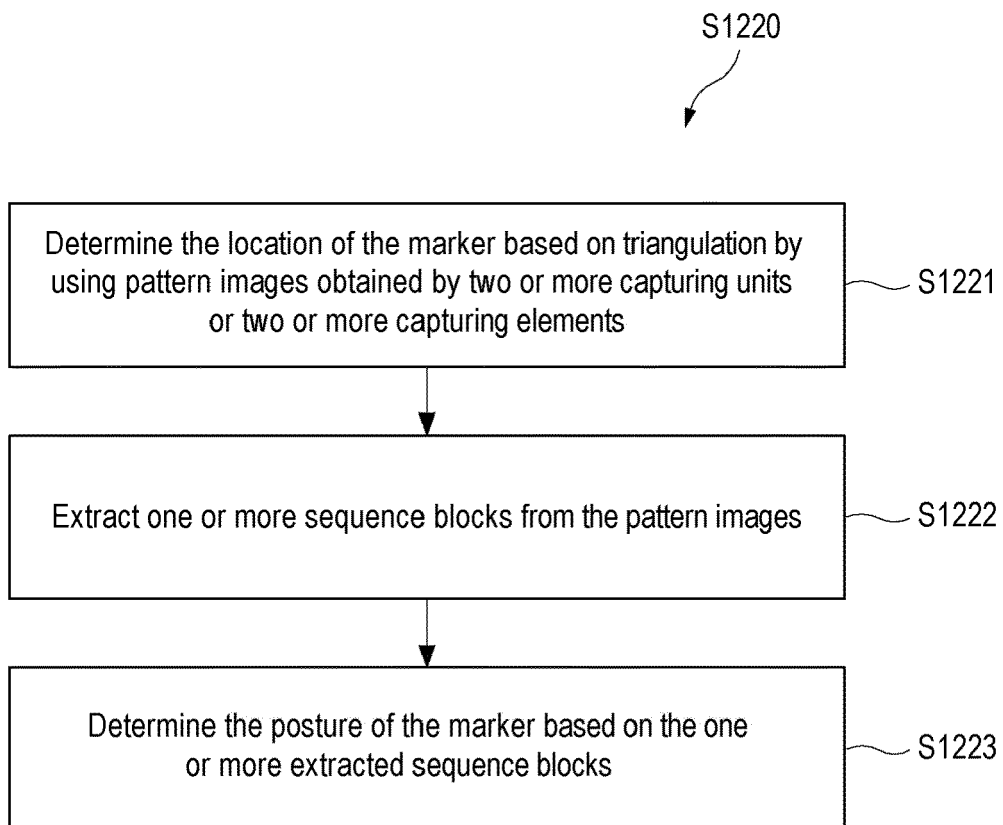 S1220
Determine the location of the marker based on triangulation by
using pattern images obtained by two or more capturing units
or two or more capturing elements
S1221
Extract one or more sequence blocks from the pattern images
S1222
Determine the posture of the marker based on the one
or more extracted sequence blocks
S1223